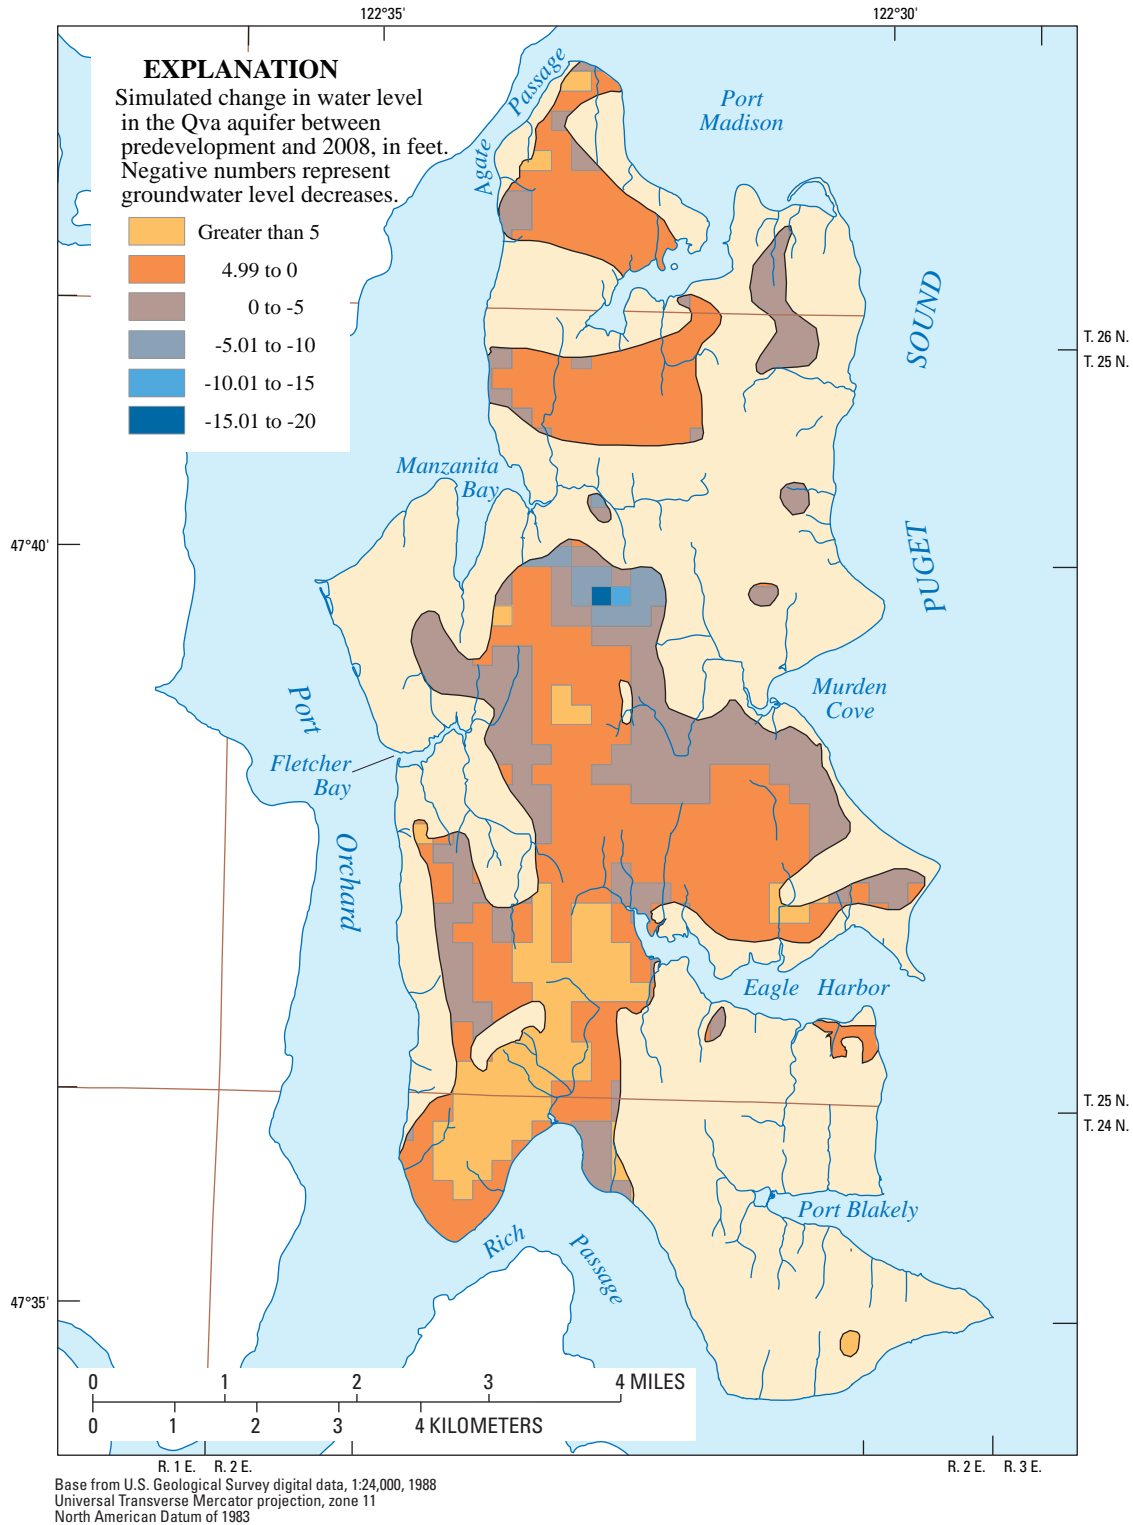 122°35'
122°30'
EXPLANATION
Simulated change in water level
in the Qva aquifer between
predevelopment and 2008, in feet.
Negative numbers represent
groundwater level decreases.
Greater than 5
4.99 to 0
0 to -5
-5.01 to -10
-10.01 to -15
-15.01 to -20
Agate Passage
Port
Madison
PUGET SOUND
T. 26 N.
T. 25 N.
Manzanita
Bay
47°40'
Port Orchard
Murden
Cove
Fletcher
Bay
Eagle Harbor
T. 25 N.
T. 24 N.
Port Blakely
Rich Passage
47°35'
0 1 2 3 4 MILES
0 1 2 3 4 KILOMETERS
R. 1 E. R. 2 E.
R. 2 E. R. 3 E.
Base from U.S. Geological Survey digital data, 1:24,000, 1988
Universal Transverse Mercator projection, zone 11
North American Datum of 1983